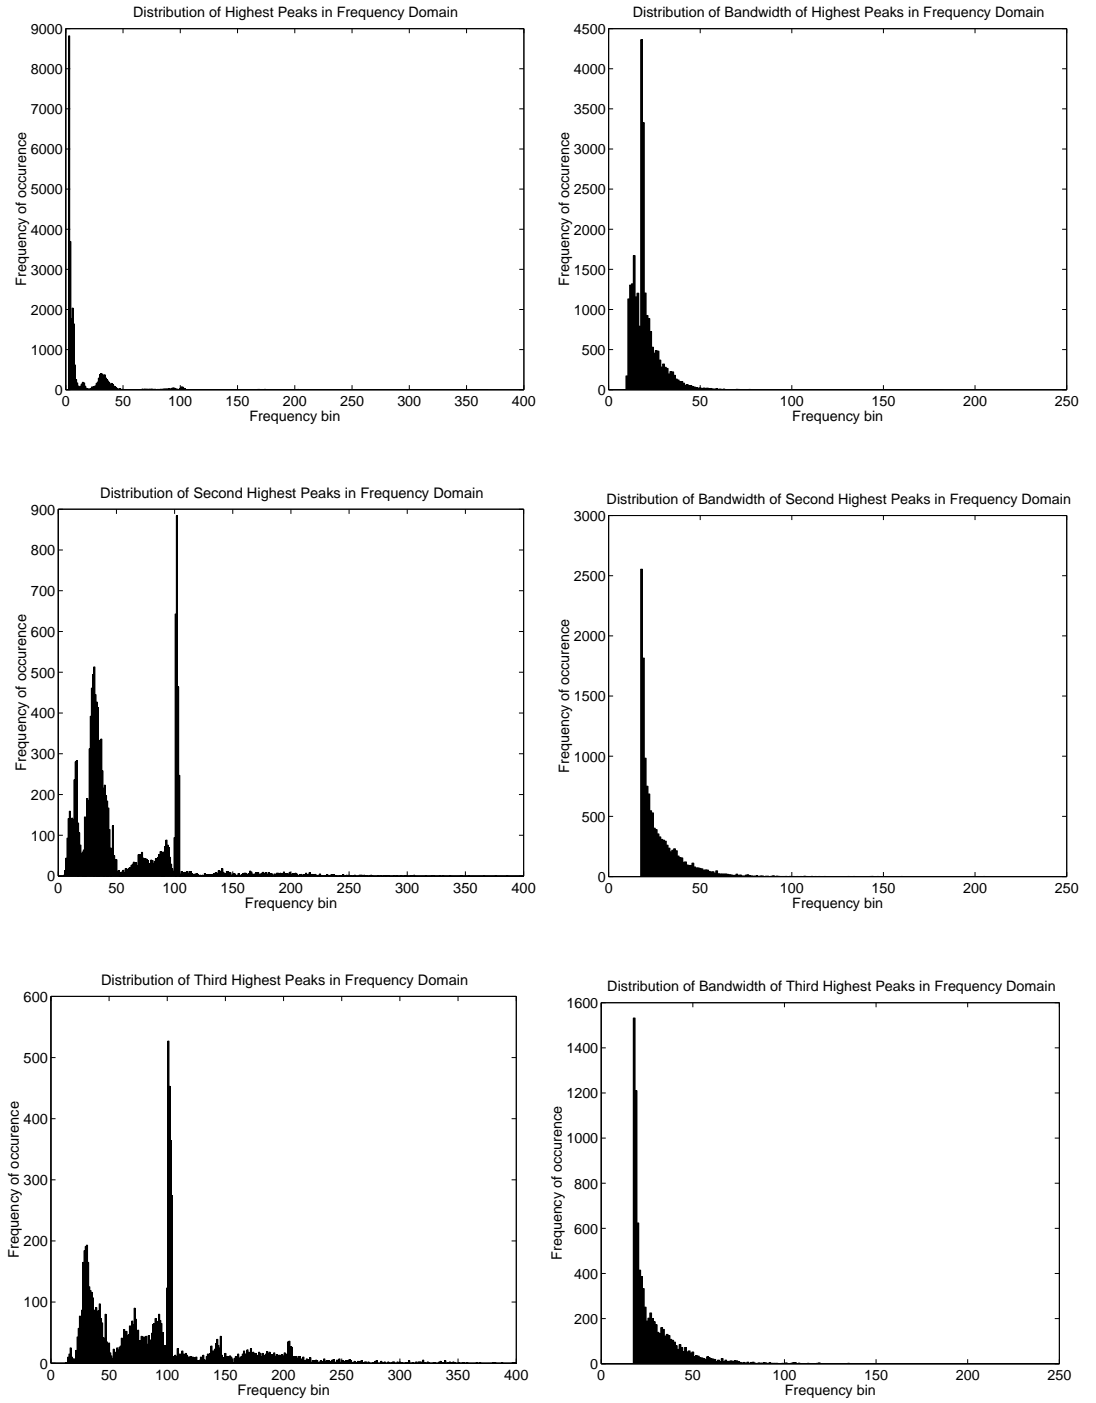 Distribution of Highest Peaks in Frequency Domain
9000
8000
7000
6000
5000
4000
3000
2000
1000
0
Frequency of occurence
0 50 100 150 200 250 300 350 400
Frequency bin
Distribution of Bandwidth of Highest Peaks in Frequency Domain
4500
4000
3500
3000
2500
2000
1500
1000
500
0
Frequency of occurence
0 50 100 150 200 250
Frequency bin
Distribution of Second Highest Peaks in Frequency Domain
900
800
700
600
500
400
300
200
100
0
Frequency of occurence
0 50 100 150 200 250 300 350 400
Frequency bin
Distribution of Bandwidth of Second Highest Peaks in Frequency Domain
3000
2500
2000
1500
1000
500
0
Frequency of occurence
0 50 100 150 200 250
Frequency bin
Distribution of Third Highest Peaks in Frequency Domain
600
500
400
300
200
100
0
Frequency of occurence
0 50 100 150 200 250 300 350 400
Frequency bin
Distribution of Bandwidth of Third Highest Peaks in Frequency Domain
1600
1400
1200
1000
800
600
400
200
0
Frequency of occurence
0 50 100 150 200 250
Frequency bin